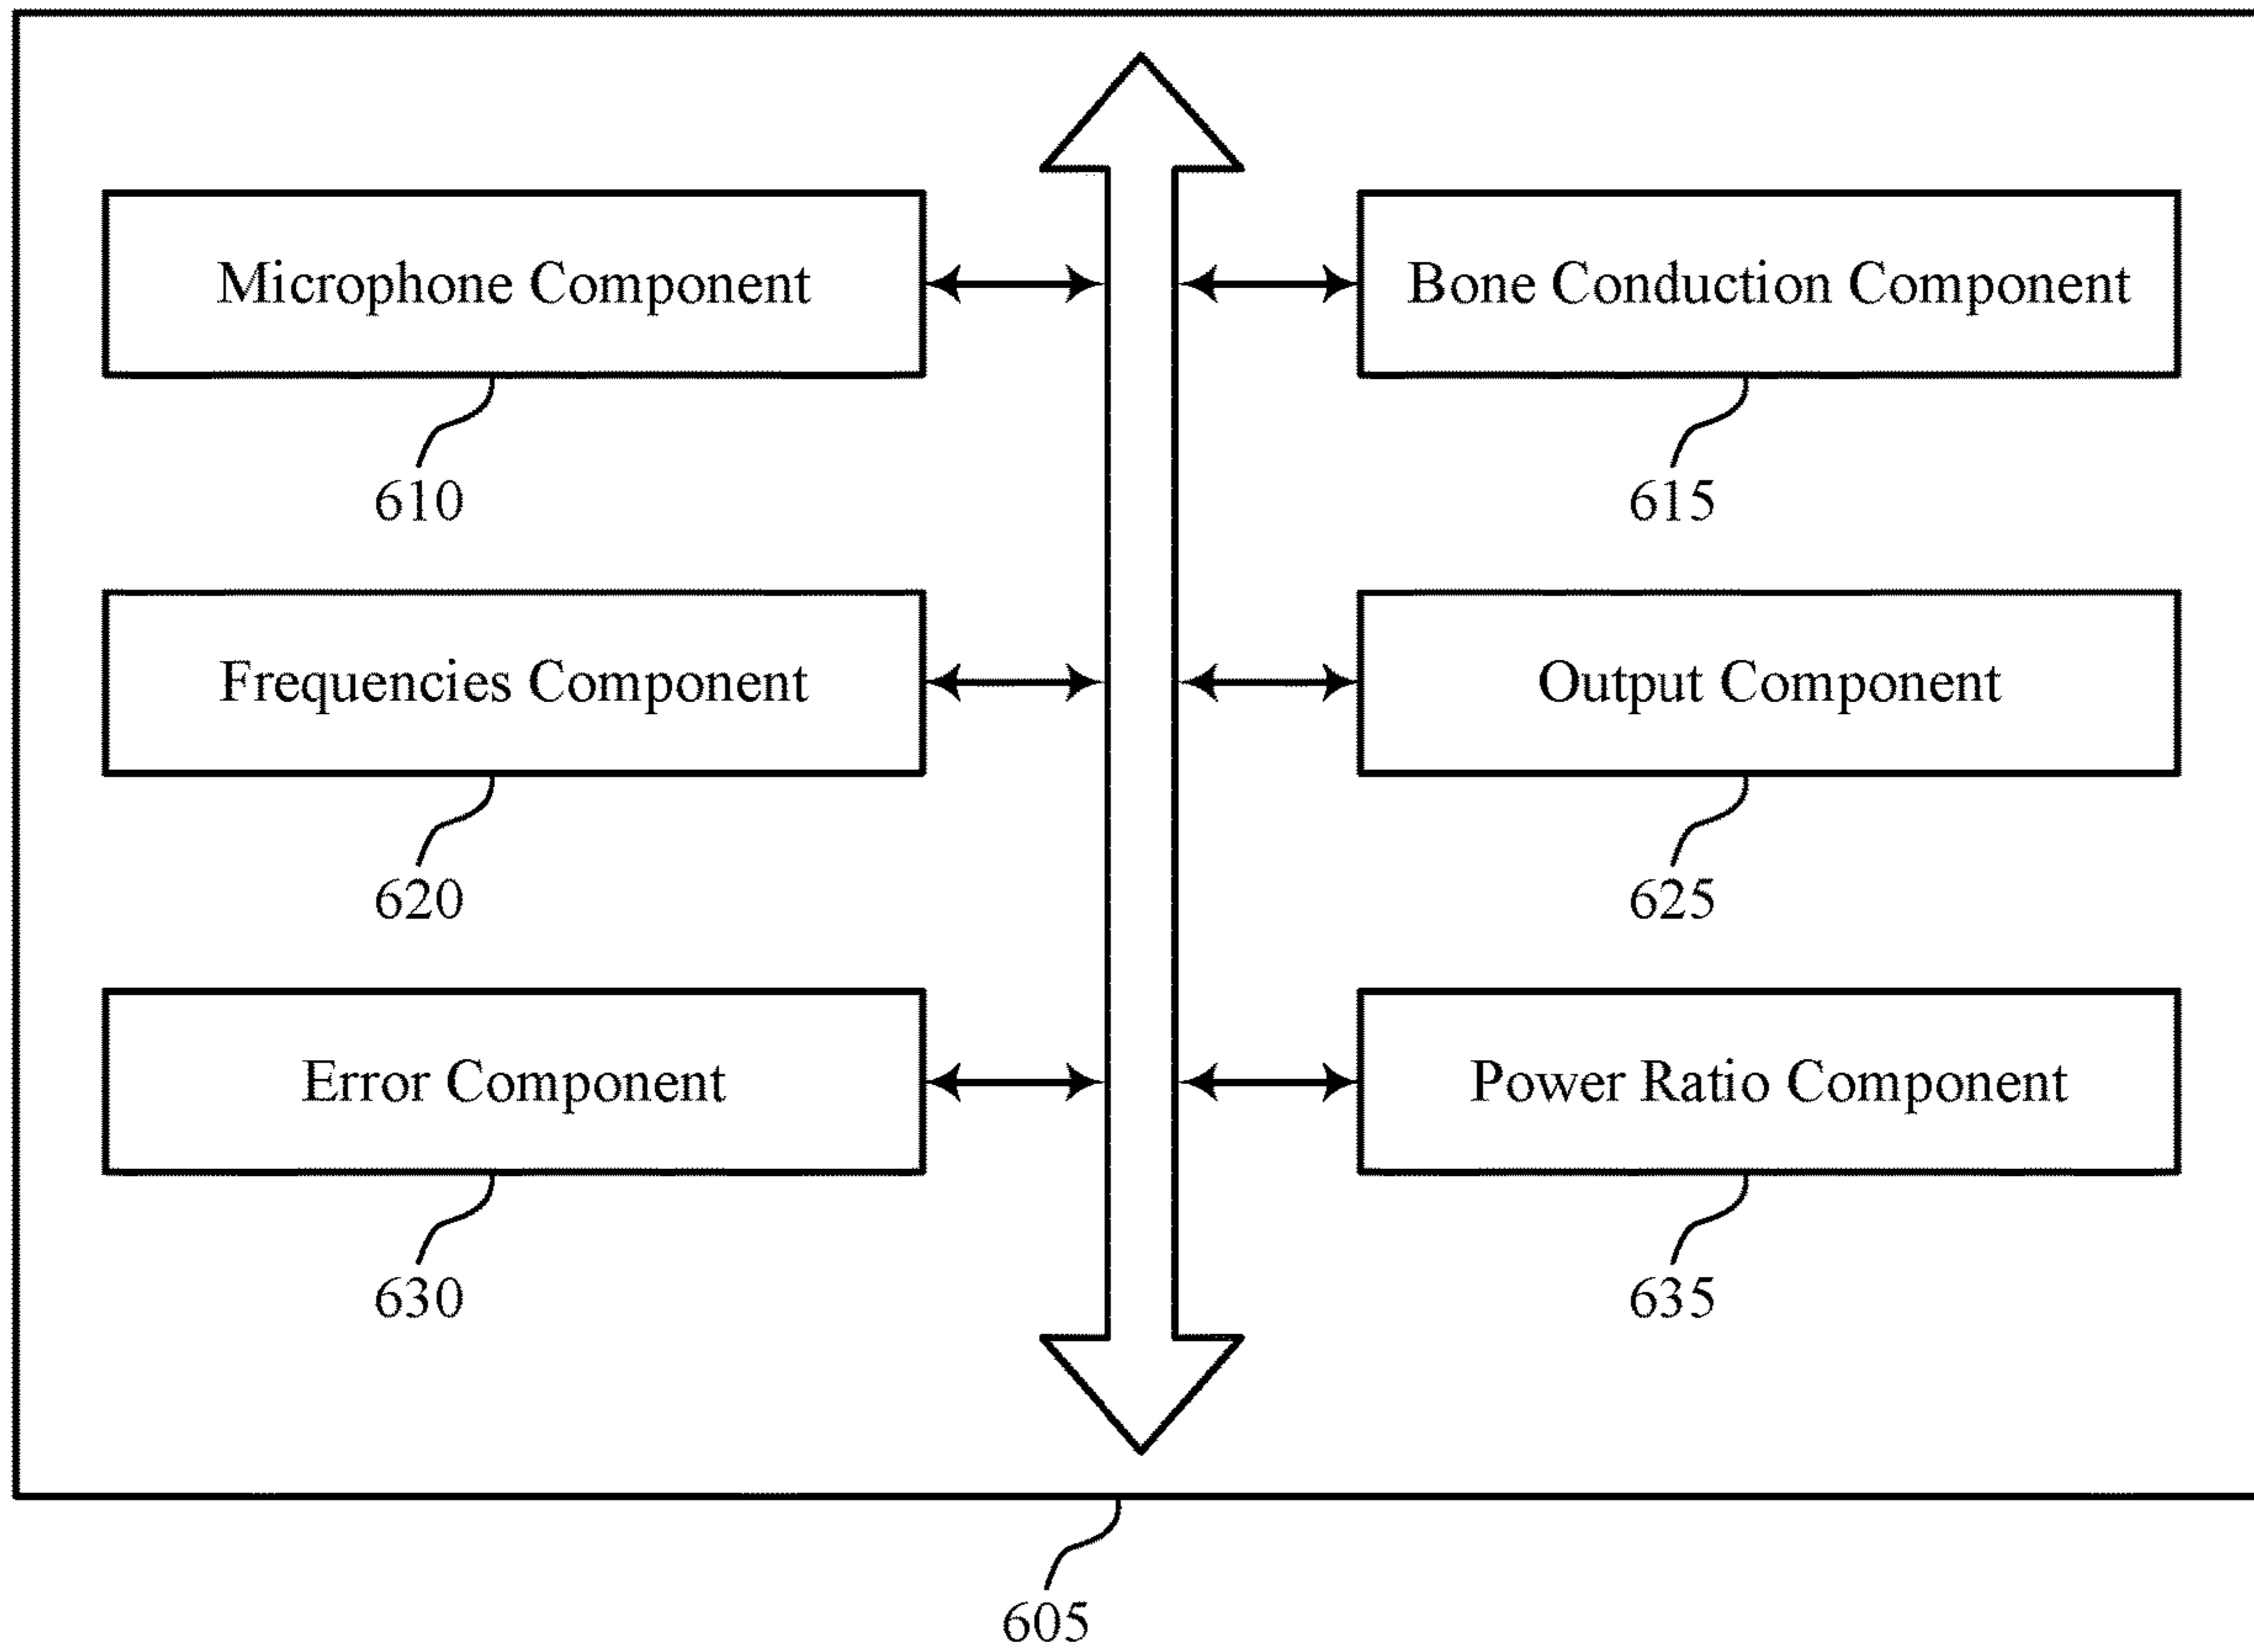 Microphone Component
Bone Conduction Component
610
615
Frequencies Component
Output Component
620
625
Error Component
Power Ratio Component
630
635
605